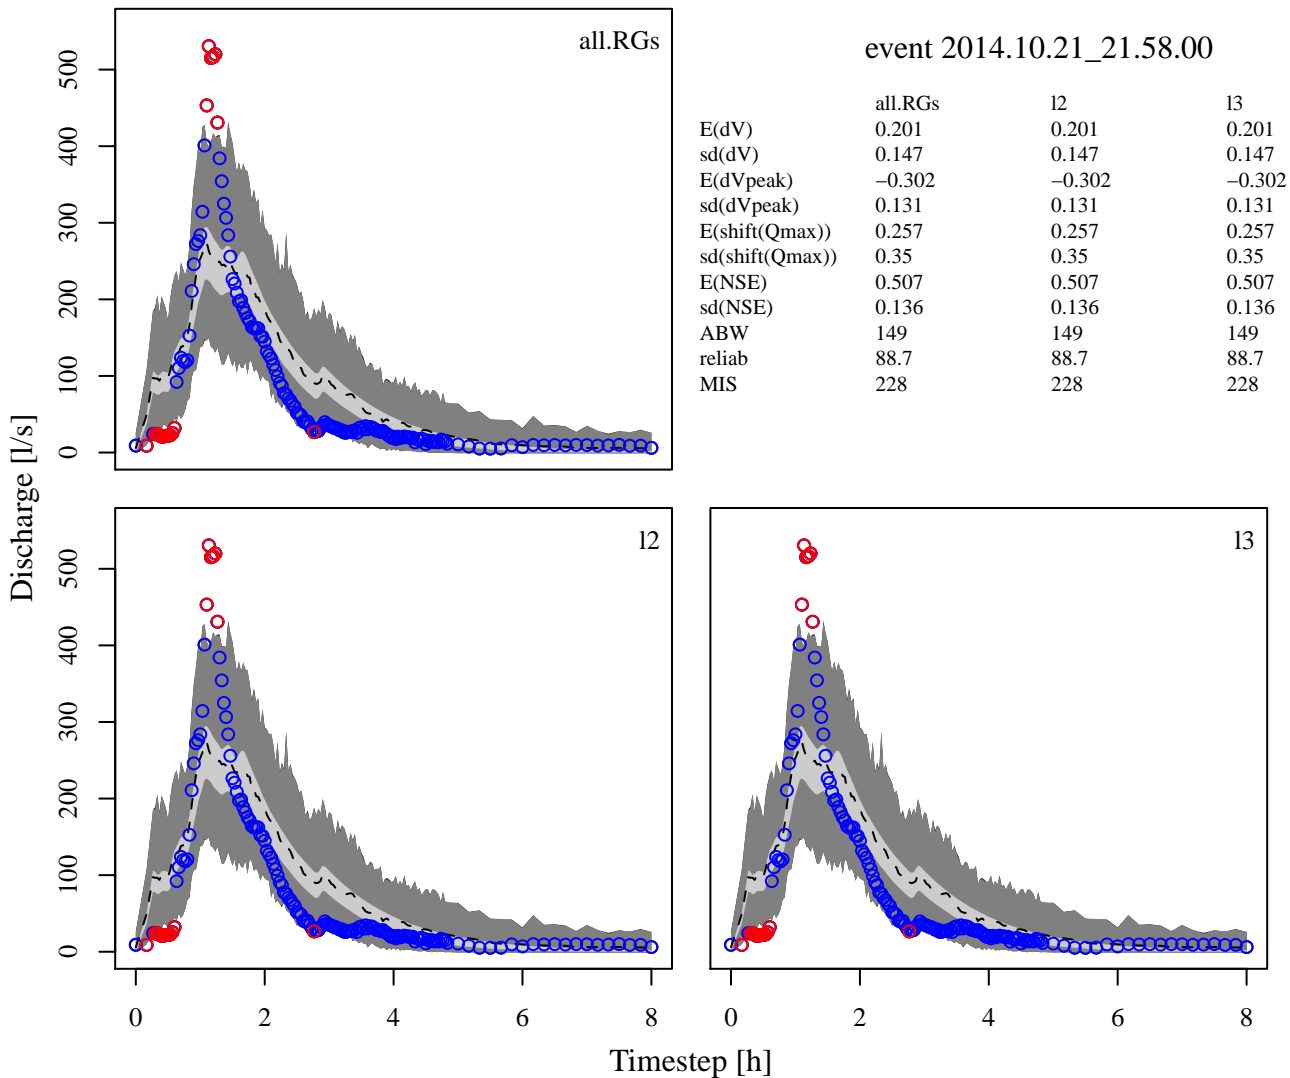 all.RGs
event 2014.10.21_21.58.00
all.RGs l2 l3
E(dV) 0.201 0.201 0.201
sd(dV) 0.147 0.147 0.147
E(dVpeak) −0.302 −0.302 −0.302
sd(dVpeak) 0.131 0.131 0.131
E(shift(Qmax)) 0.257 0.257 0.257
sd(shift(Qmax)) 0.35 0.35 0.35
E(NSE) 0.507 0.507 0.507
sd(NSE) 0.136 0.136 0.136
ABW 149 149 149
reliab 88.7 88.7 88.7
MIS 228 228 228
500
400
300
200
100
0
Discharge [l/s]
l2
l3
500
400
300
200
100
0
0 2 4 6 8
0 2 4 6 8
Timestep [h]